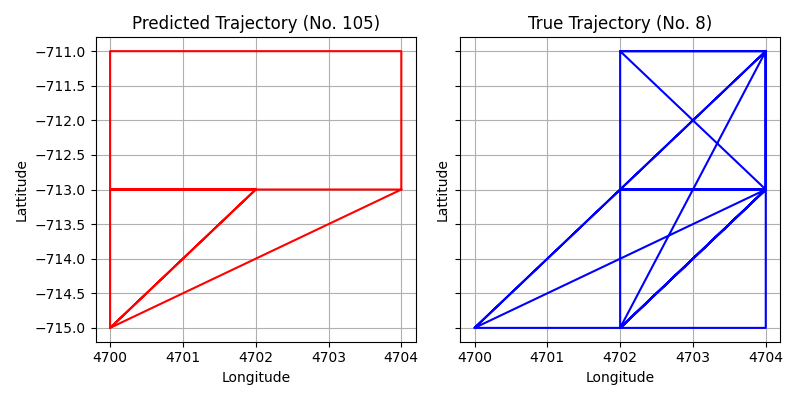 Predicted Trajectory (No. 105)
True Trajectory (No. 8)
−711.0
−711.5
−712.0
−712.5
−713.0
−713.5
−714.0
−714.5
−715.0
Lattitude
Lattitude
4700 4701 4702 4703 4704
4700 4701 4702 4703 4704
Longitude
Longitude